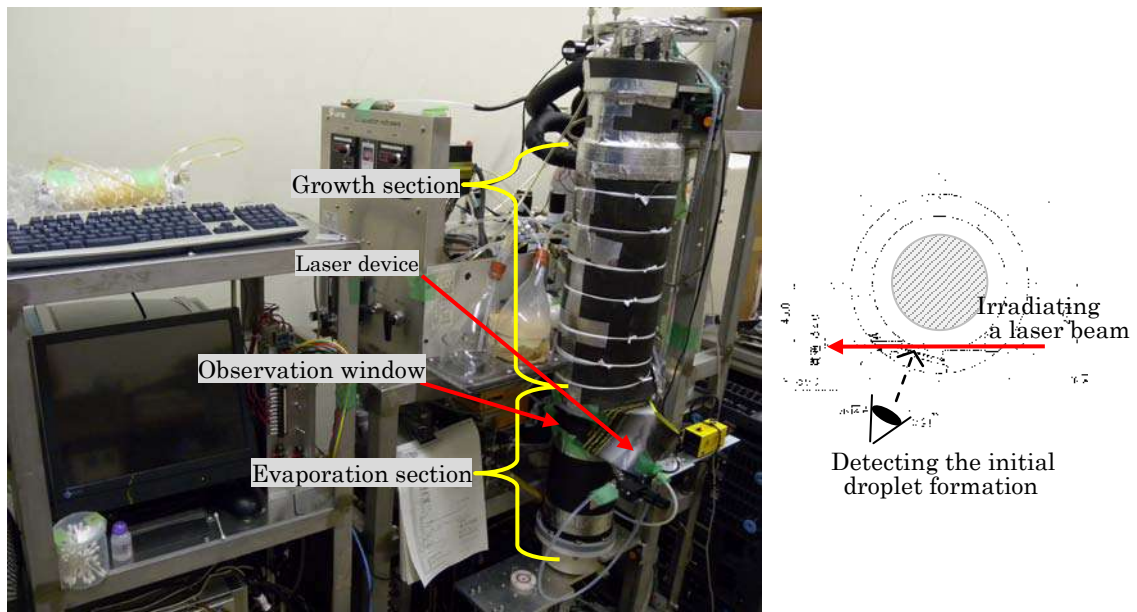 Growth section
Laser device
Observation window
Evaporation section
Irradiating
a laser beam
Detecting the initial
droplet formation